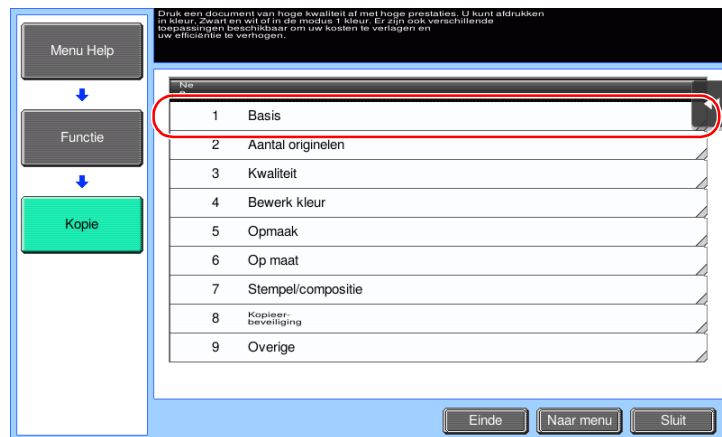 Druk een document van hoge kwaliteit af met hoge prestaties. U kunt afdrukken
in kleur, Zwart en wit of in de modus 1 kleur. Er zijn ook verschillende
toepassingen beschikbaar om uw kosten te verlagen en
uw efficiëntie te verhogen.
Menu Help
Functie
Kopie
Ne
1 Basis
2 Aantal originelen
3 Kwaliteit
4 Bewerk kleur
5 Opmaak
6 Op maat
7 Stempel/compositie
8 Kopieer-
beveiliging
9 Overige
Einde Naar menu Sluit